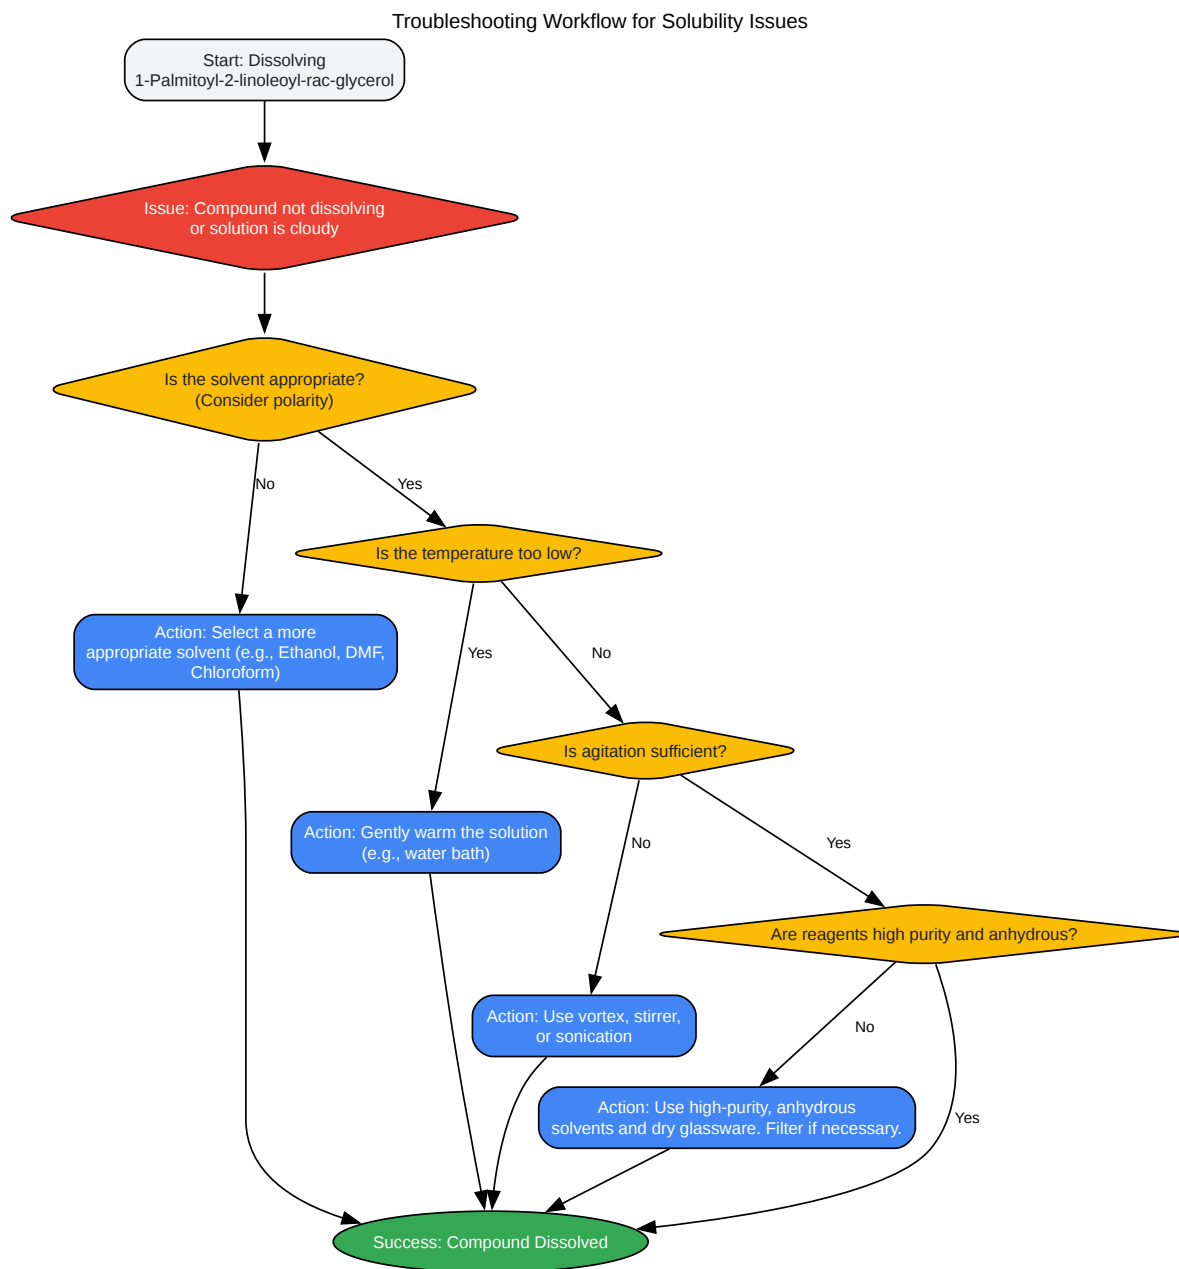 Troubleshooting Workflow for Solubility Issues
Start: Dissolving
1-Palmitoyl-2-linoleoyl-rac-glycerol
Issue: Compound not dissolving
or solution is cloudy
Is the solvent appropriate?
(Consider polarity)
No
Yes
Is the temperature too low?
Action: Select a more
appropriate solvent (e.g., Ethanol, DMF,
Chloroform)
Yes
No
Is agitation sufficient?
Action: Gently warm the solution
(e.g., water bath)
No
Yes
Are reagents high purity and anhydrous?
Action: Use vortex, stirrer,
or sonication
No
Action: Use high-purity, anhydrous
solvents and dry glassware. Filter if necessary.
Yes
Success: Compound Dissolved